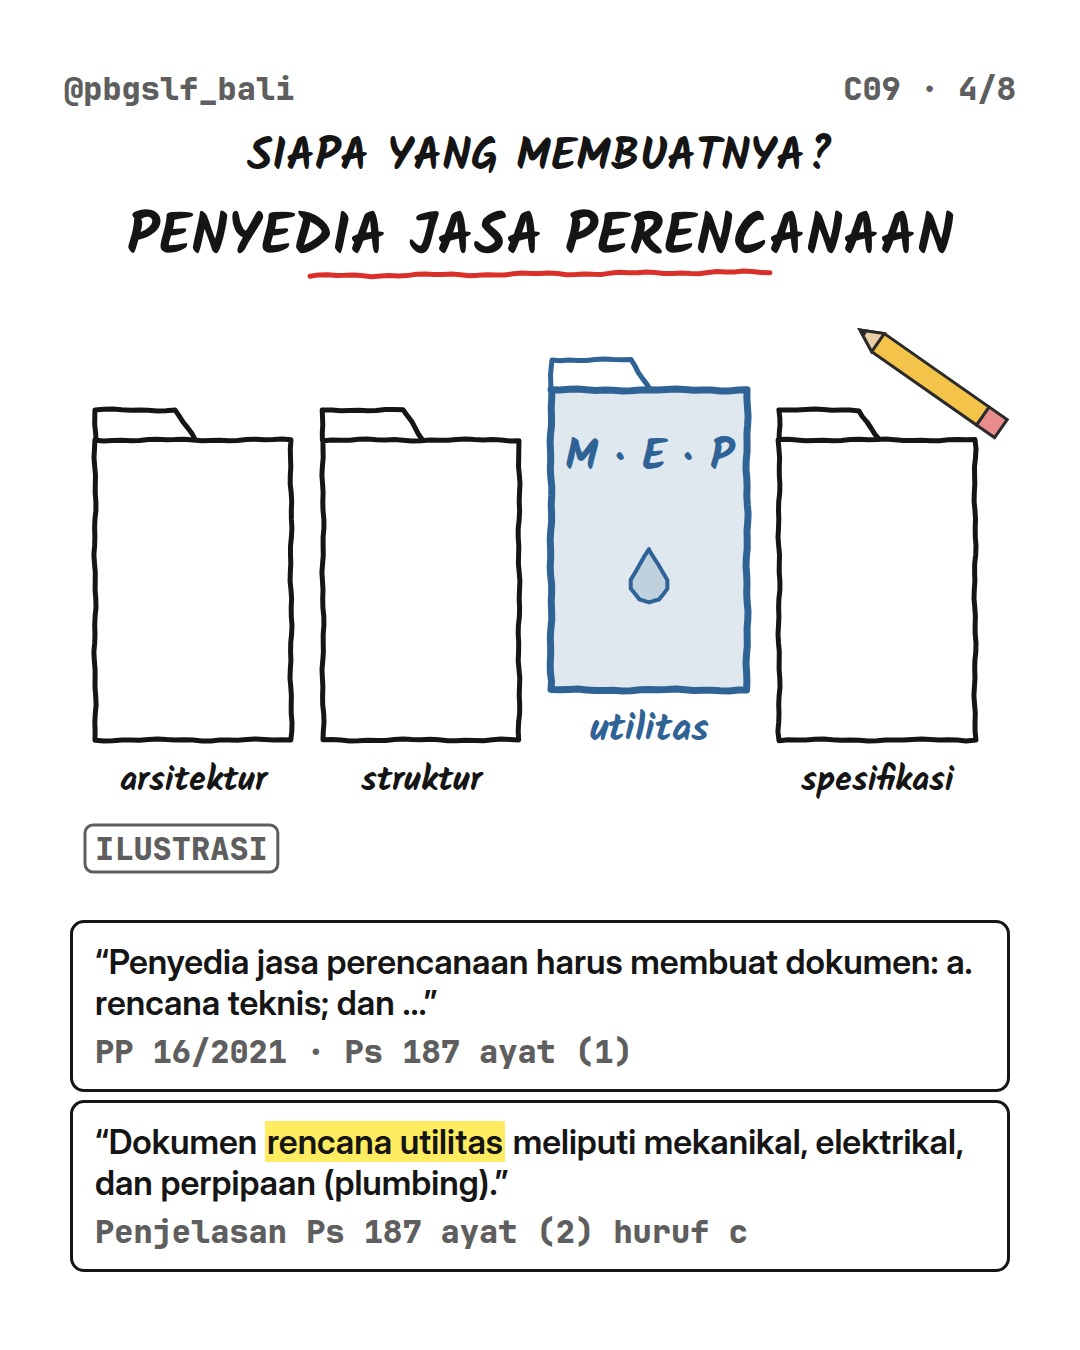 @pbgslf_bali
C09 · 4/8
SIAPA YANG MEMBUATNYA?
PENYEDIA JASA PERENCANAAN
M · E · P
utilitas
arsitektur
struktur
spesifikasi
ILUSTRASI
“Penyedia jasa perencanaan harus membuat dokumen: a.
rencana teknis; dan ...”
PP 16/2021 · Ps 187 ayat (1)
“Dokumen rencana utilitas meliputi mekanikal, elektrikal,
dan perpipaan (plumbing).”
Penjelasan Ps 187 ayat (2) huruf c